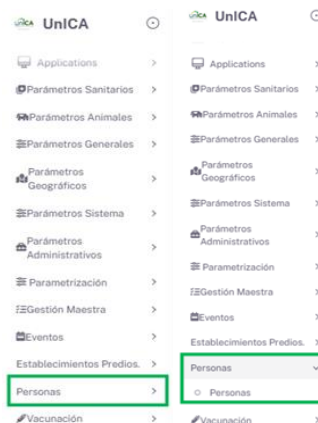 UnICA
Applications
Parámetros Sanitarios
Parámetros Animales
Parámetros Generales
Parámetros
Geográficos
Parámetros Sistema
Parámetros
Administrativos
Parametrización
Gestión Maestra
Eventos
Establecimientos Predios.
Personas
Vacunación
UnICA
Applications
Parámetros Sanitarios
Parámetros Animales
Parámetros Generales
Parámetros
Geográficos
Parámetros Sistema
Parámetros
Administrativos
Parametrización
Gestión Maestra
Eventos
Establecimientos Predios.
Personas
Personas
Vacunación